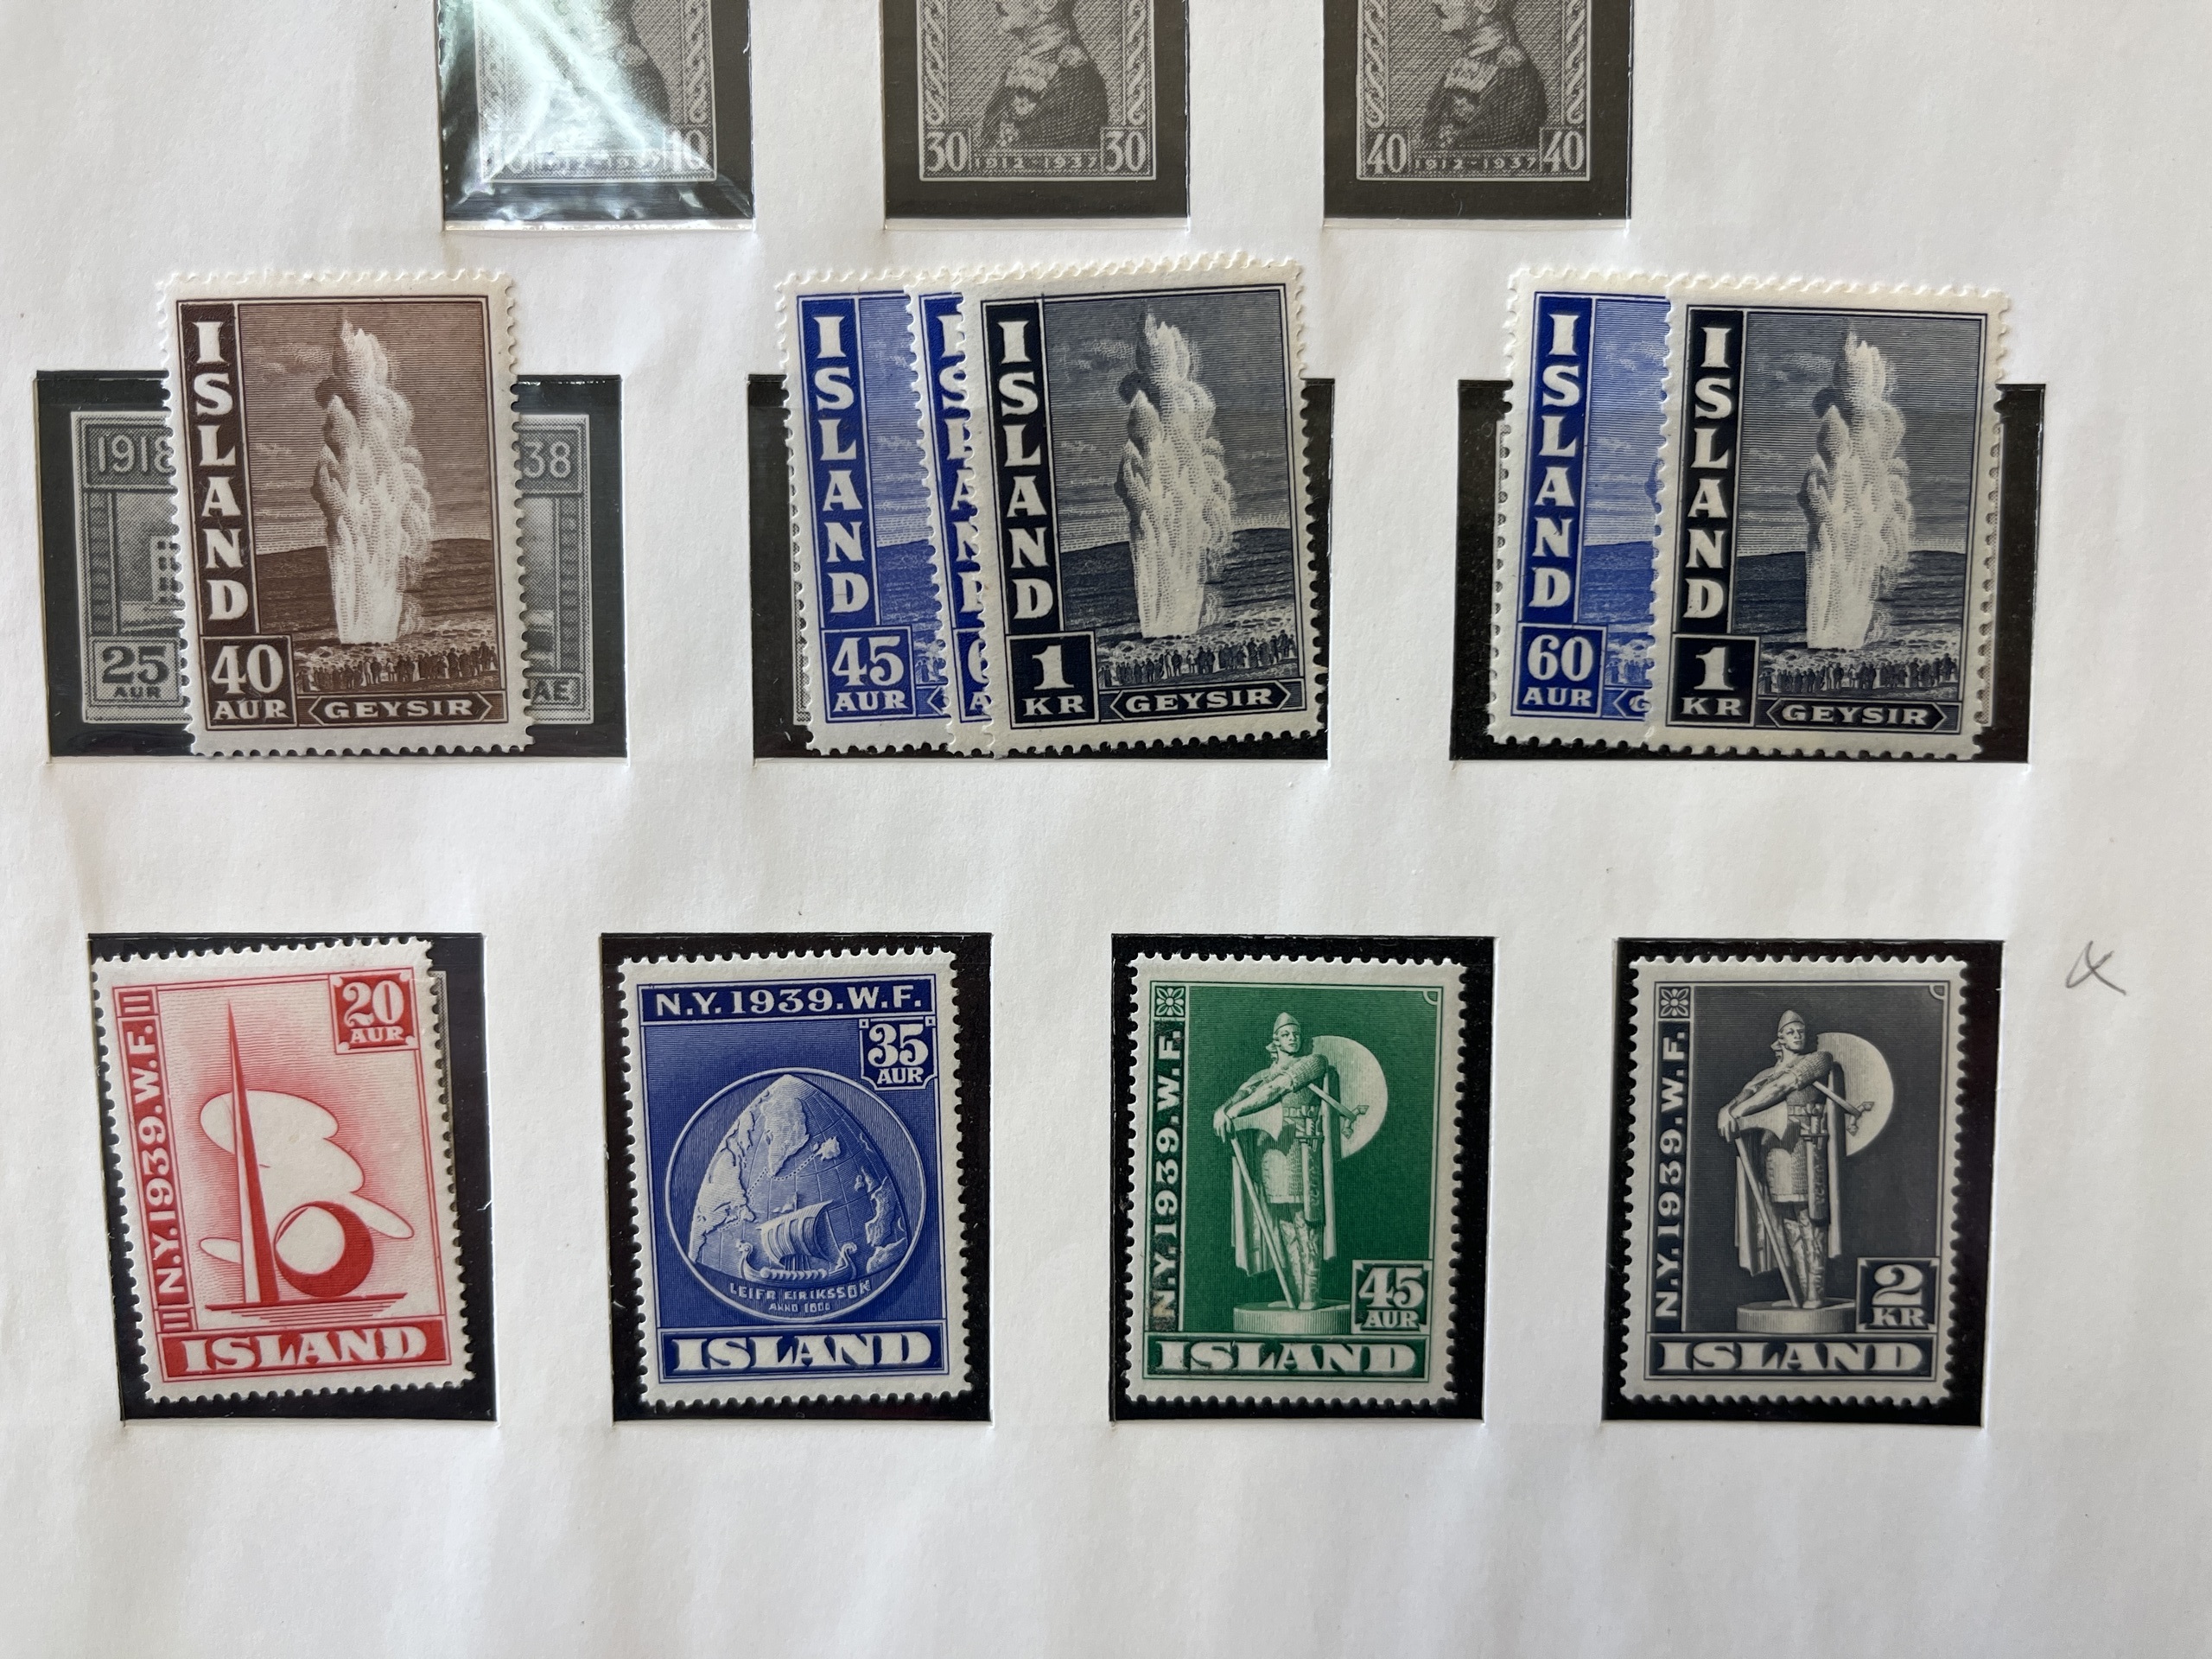 10 1912-1937 10
30 1912-1937 30
40 1912-1937 40
1918
38
25
AUR
AE
ISLAND
40
AUR
GEYSIR
ISLAND
45
AUR
ISLAND
1
KR
GEYSIR
ISLAND
60
AUR
ISLAND
1
KR
GEYSIR
N.Y.1939.W.F.
20
AUR
ISLAND
N.Y.1939.W.F.
35
AUR
LEIFR EIRIKSSON
ANNO 1000
ISLAND
N.Y.1939.W.F.
45
AUR
ISLAND
N.Y.1939.W.F.
2
KR
ISLAND